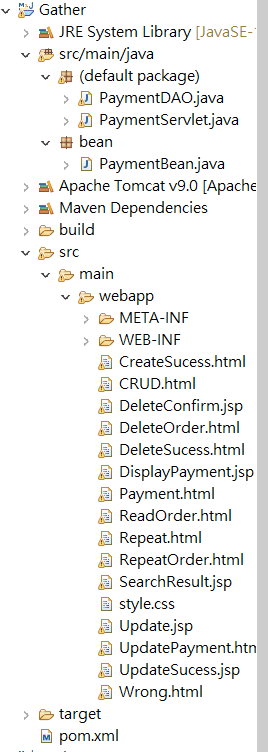 Gather
JRE System Library [JavaSE-
src/main/java
(default package)
PaymentDAO.java
PaymentServlet.java
bean
PaymentBean.java
Apache Tomcat v9.0 [Apache
Maven Dependencies
build
src
main
webapp
META-INF
WEB-INF
CreateSucess.html
CRUD.html
DeleteConfirm.jsp
DeleteOrder.html
DeleteSucess.html
DisplayPayment.jsp
Payment.html
ReadOrder.html
Repeat.html
RepeatOrder.html
SearchResult.jsp
style.css
Update.jsp
UpdatePayment.htm
UpdateSucess.jsp
Wrong.html
target
pom.xml